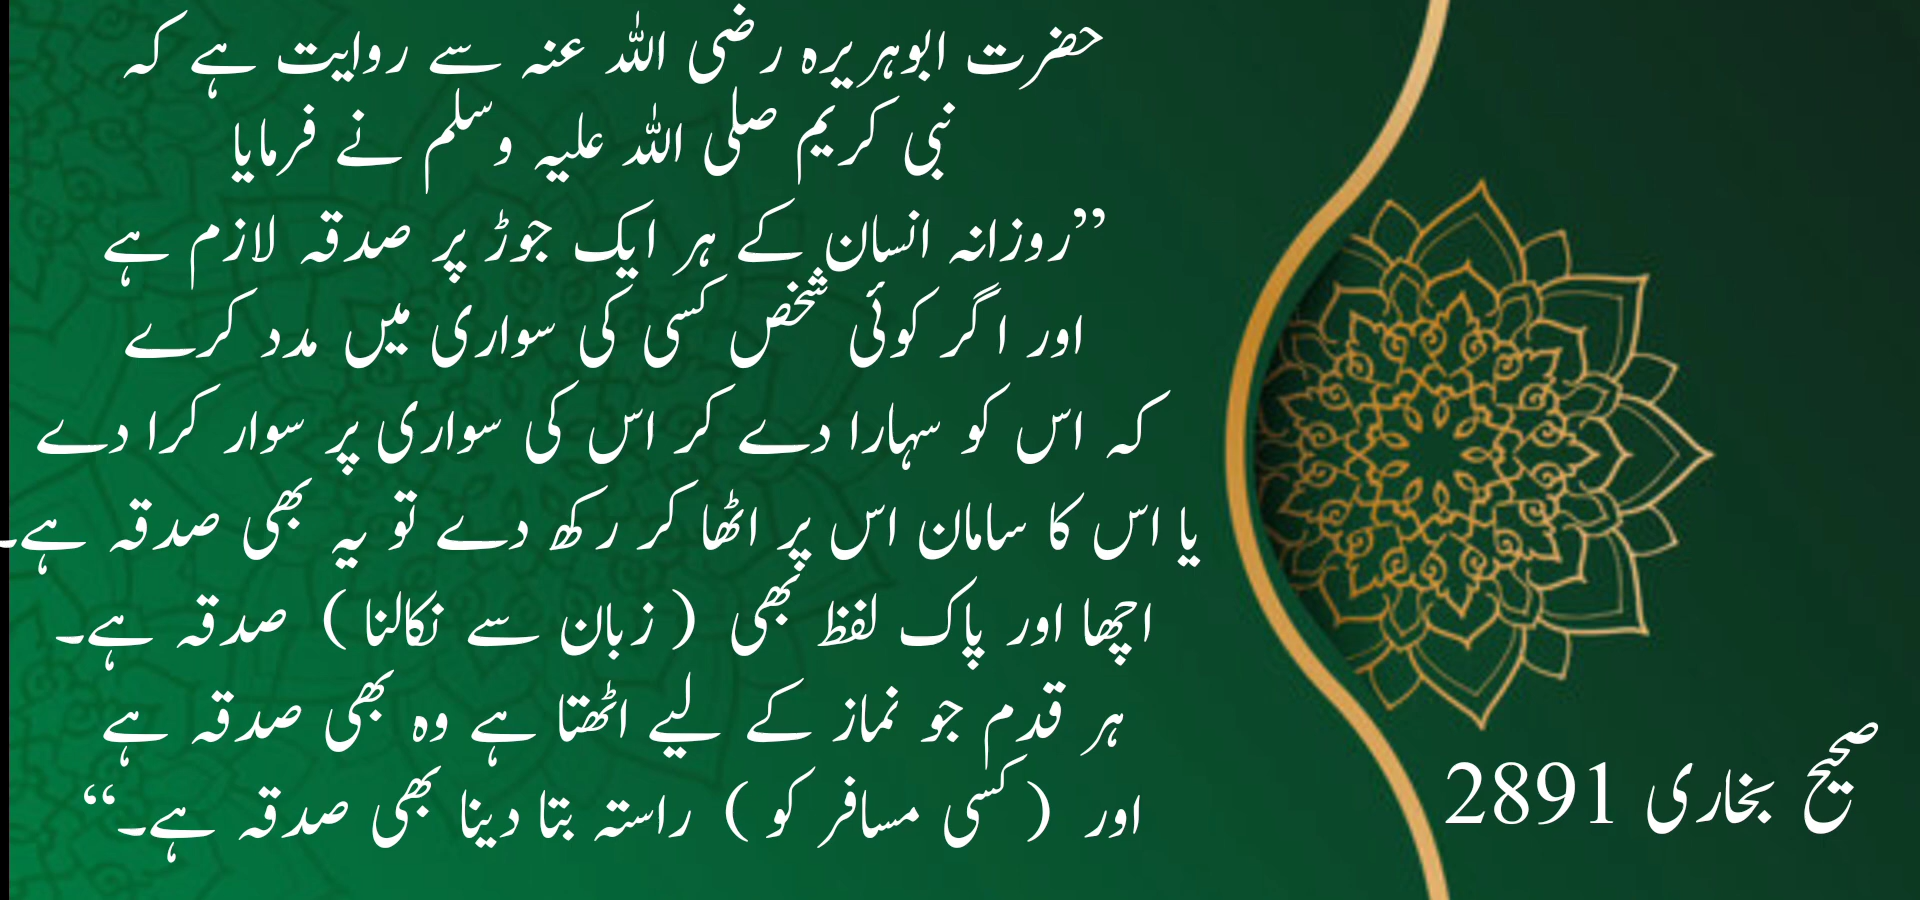 حضرت ابوہریرہ رضی اللہ عنہ سے روایت ہے کہ
نبی کریم صلی اللہ علیہ وسلم نے فرمایا
’’روزانہ انسان کے ہر ایک جوڑ پر صدقہ لازم ہے
اور اگر کوئی شخص کسی کی سواری میں مدد کرے
کہ اس کو سہارا دے کر اس کی سواری پر سوار کرا دے
یا اس کا سامان اس پر اٹھا کر رکھ دے تو یہ بھی صدقہ ہے۔
اچھا اور پاک لفظ بھی ( زبان سے نکالنا ) صدقہ ہے۔
ہر قدم جو نماز کے لیے اٹھتا ہے وہ بھی صدقہ ہے
اور ( کسی مسافر کو ) راستہ بتا دینا بھی صدقہ ہے۔‘‘
صحیح بخاری 2891